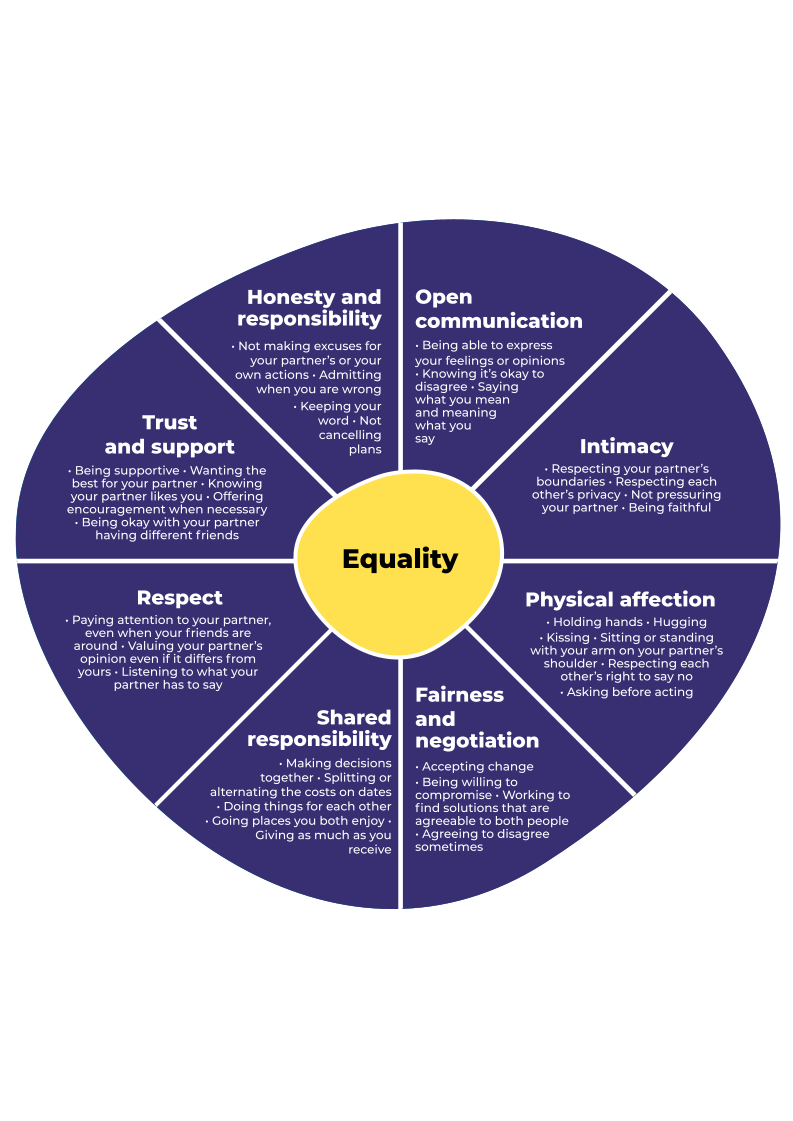 Honesty and
responsibility
• Not making excuses for
your partner's or your
own actions • Admitting
when you are wrong
• Keeping your
word • Not
cancelling
plans
Open
communication
• Being able to express
your feelings or opinions
• Knowing it's okay to
disagree • Saying
what you mean
and meaning
what you
say
Trust
and support
• Being supportive • Wanting the
best for your partner • Knowing
your partner likes you • Offering
encouragement when necessary
• Being okay with your partner
having different friends
Intimacy
• Respecting your partner's
boundaries • Respecting each
other's privacy • Not pressuring
your partner • Being faithful
Equality
Respect
• Paying attention to your partner,
even when your friends are
around • Valuing your partner's
opinion even if it differs from
yours • Listening to what your
partner has to say
Physical affection
• Holding hands • Hugging
• Kissing • Sitting or standing
with your arm on your partner's
shoulder • Respecting each
other's right to say no
• Asking before acting
Shared
responsibility
• Making decisions
together • Splitting or
alternating the costs on dates
• Doing things for each other
• Going places you both enjoy •
Giving as much as you
receive
Fairness
and
negotiation
• Accepting change
• Being willing to
compromise • Working to
find solutions that are
agreeable to both people
• Agreeing to disagree
sometimes